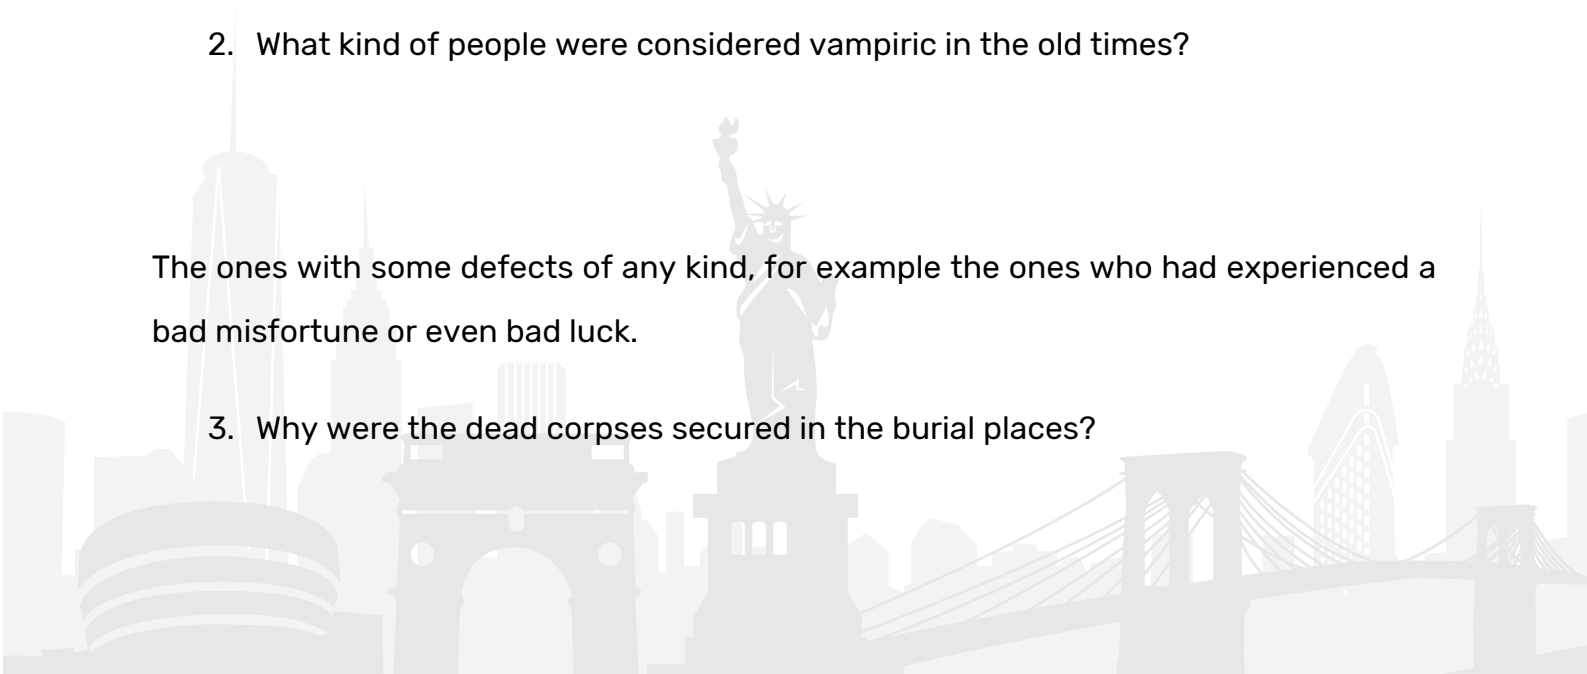 2. What kind of people were considered vampiric in the old times?
The ones with some defects of any kind, for example the ones who had experienced a
bad misfortune or even bad luck.
3. Why were the dead corpses secured in the burial places?